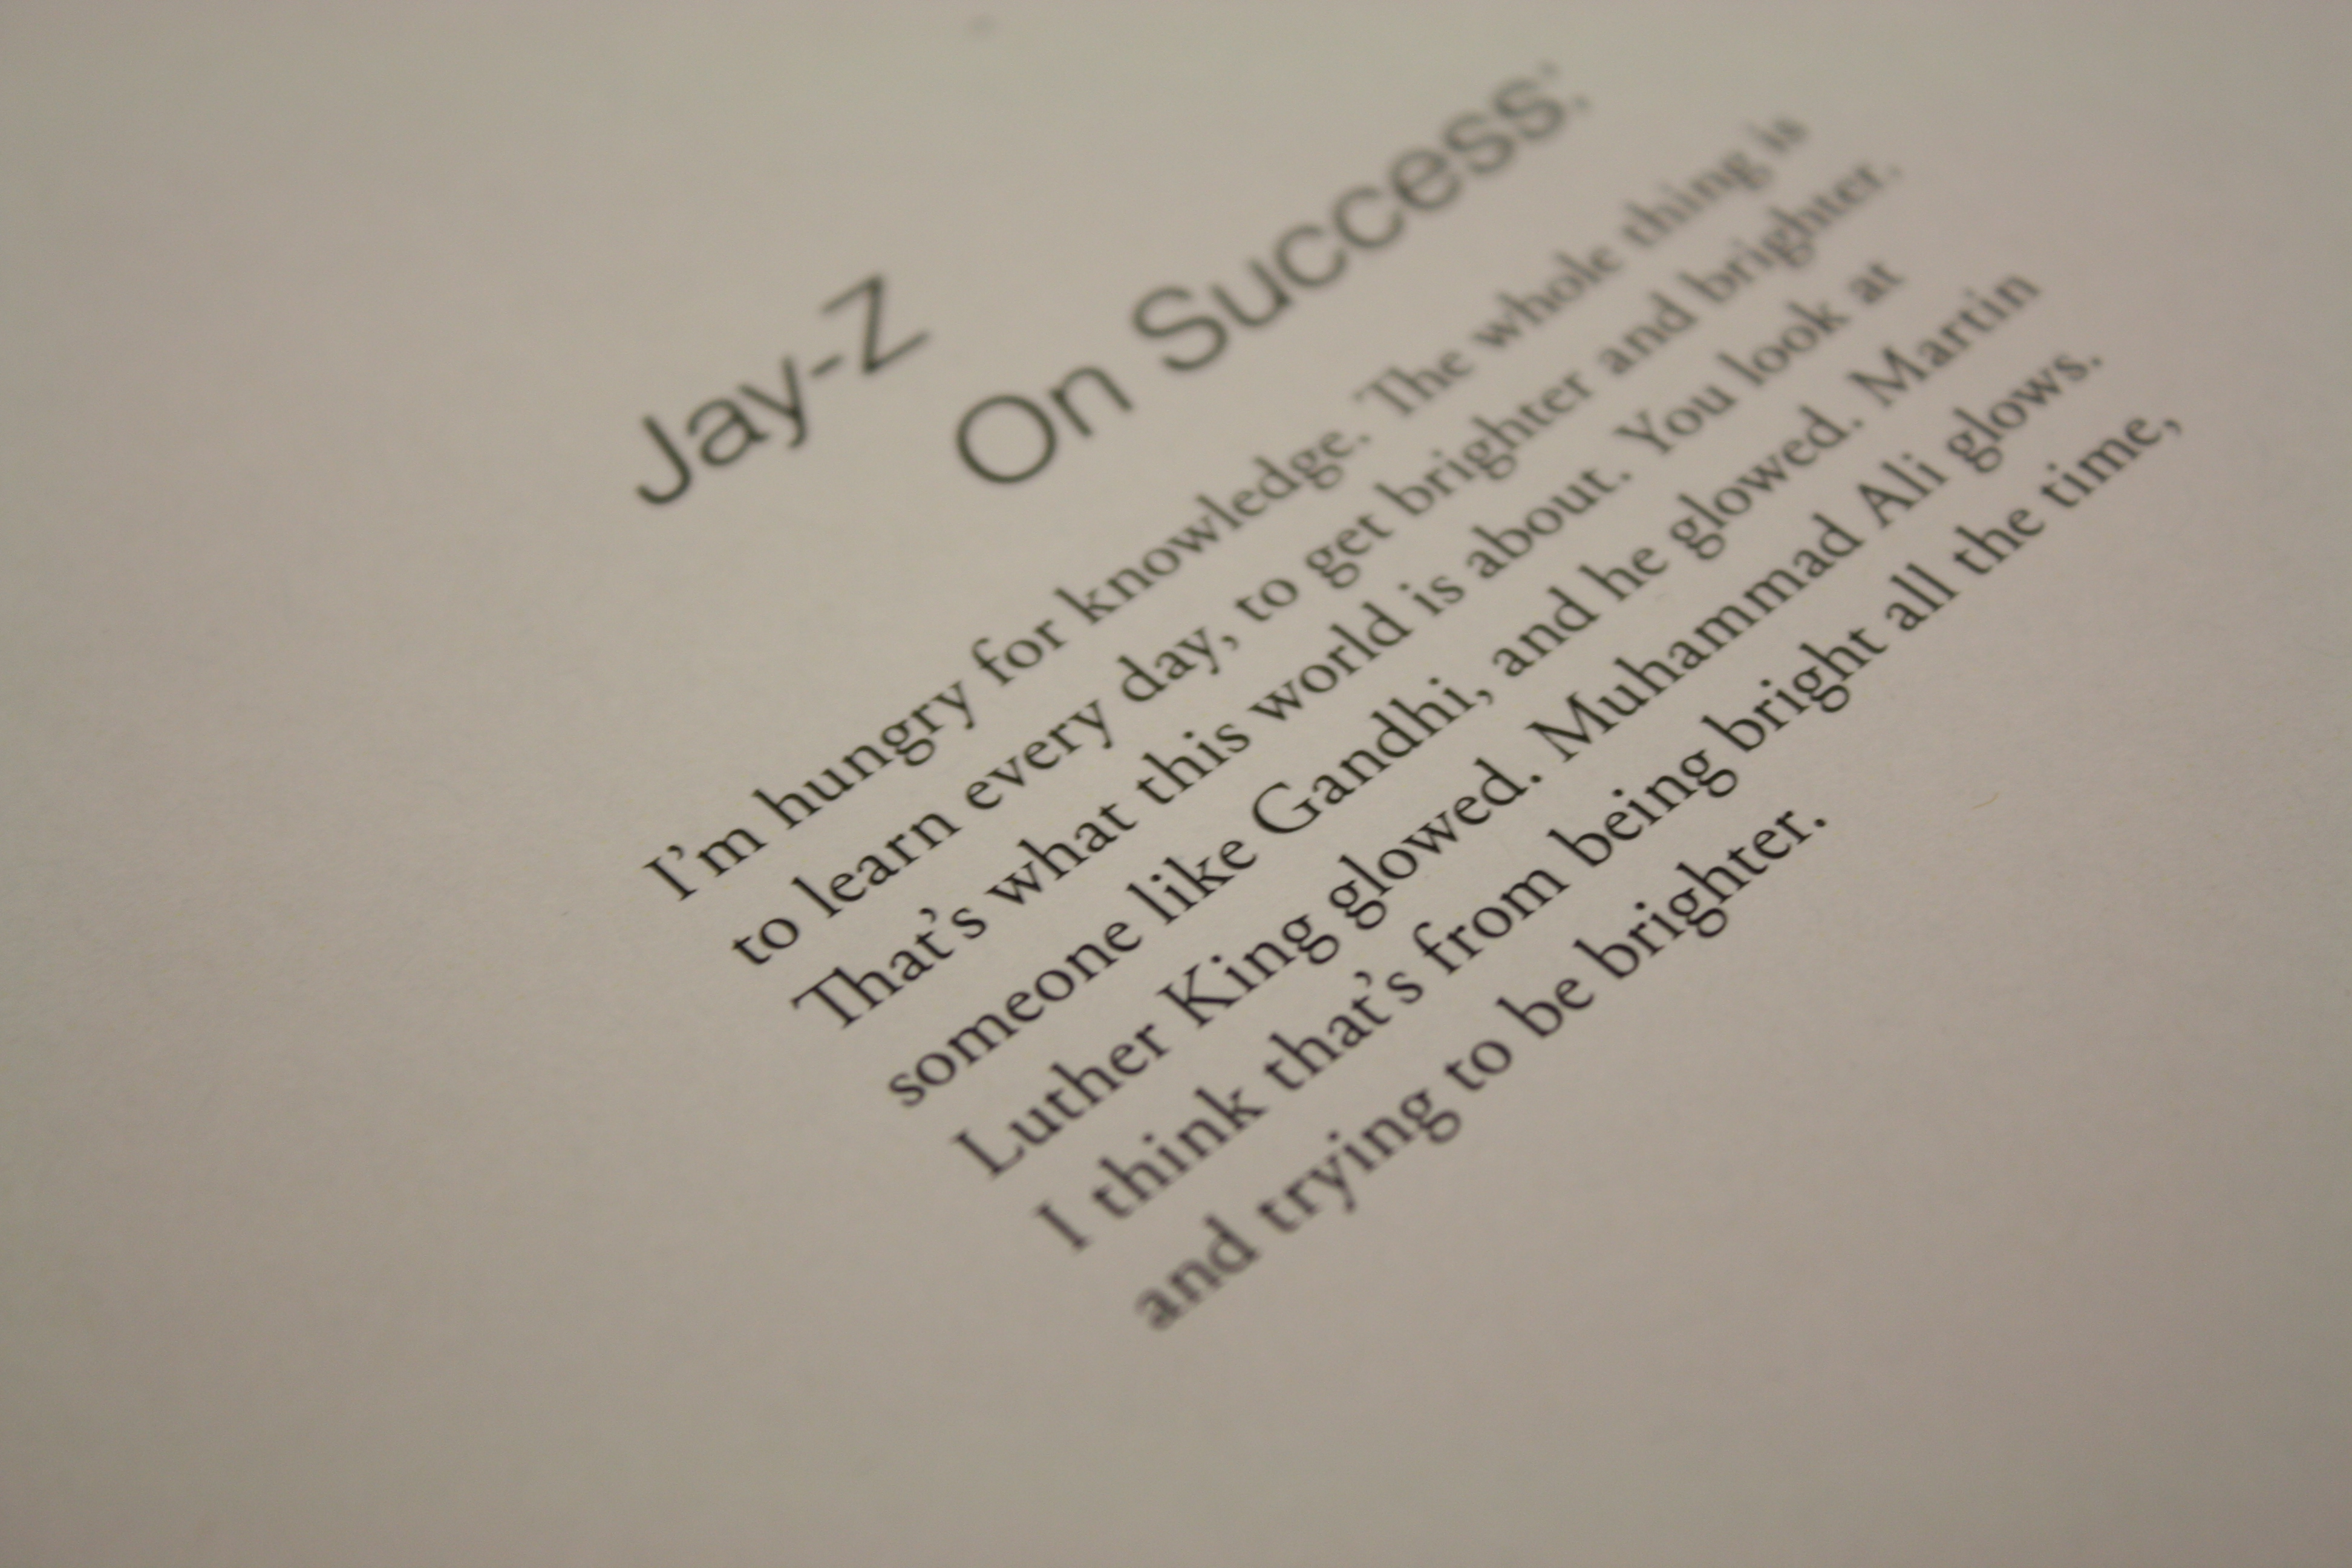 Jay-Z
On Success:
I'm hungry for knowledge. The whole thing is
to learn every day, to get brighter and brighter.
That's what this world is about. You look at
someone like Gandhi, and he glowed. Martin
Luther King glowed. Muhammad Ali glows.
I think that's from being bright all the time,
and trying to be brighter.